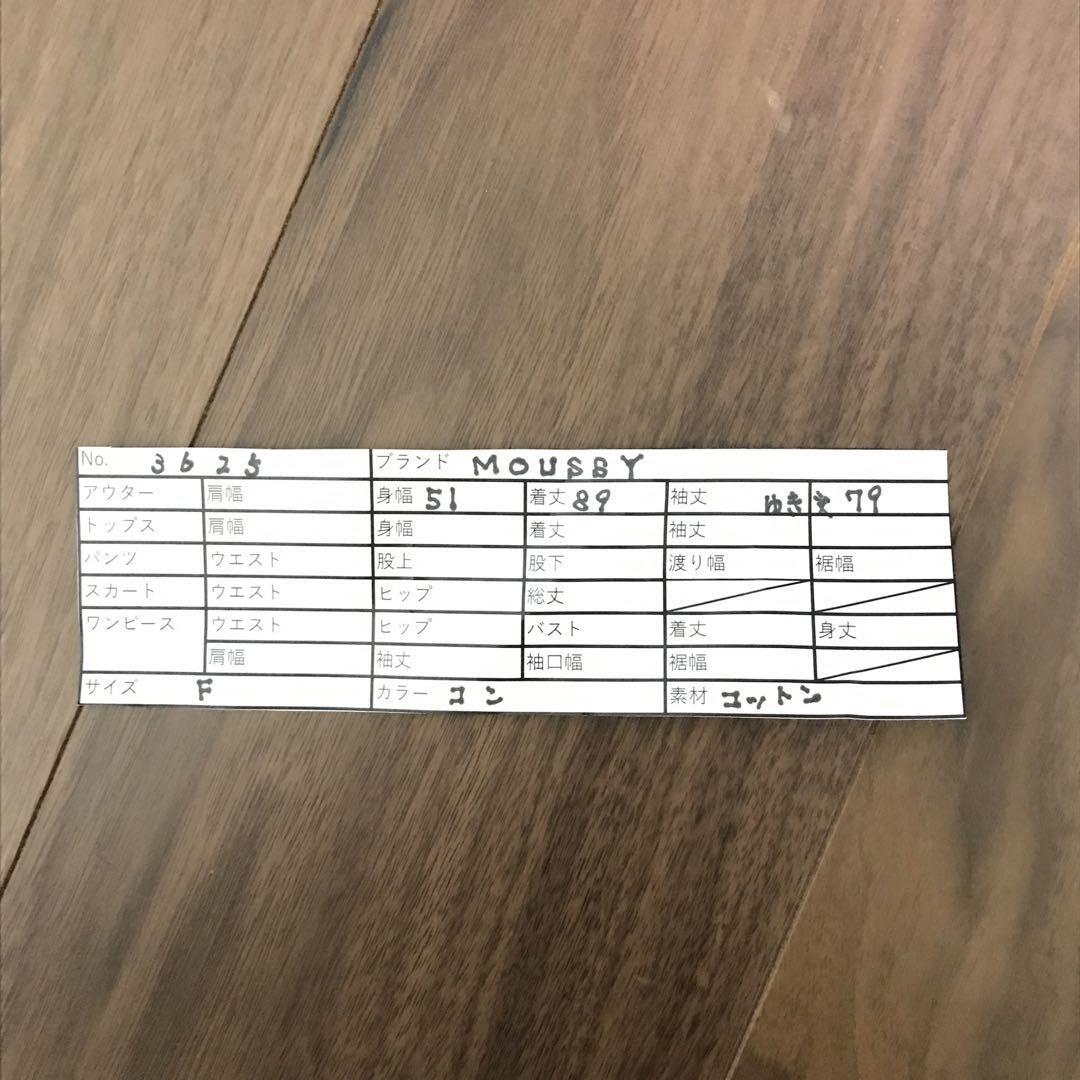 No. 3625 ブランド MOUSSY
アウター 肩幅 身幅 51 着丈 89 袖丈 ゆき丈 79
トップス 肩幅 身幅 着丈 袖丈
パンツ ウエスト 股上 股下 渡り幅 裾幅
スカート ウエスト ヒップ 総丈
ワンピース ウエスト ヒップ バスト 着丈 身丈
肩幅 袖丈 袖口幅 裾幅
サイズ F カラー コン 素材 コットン